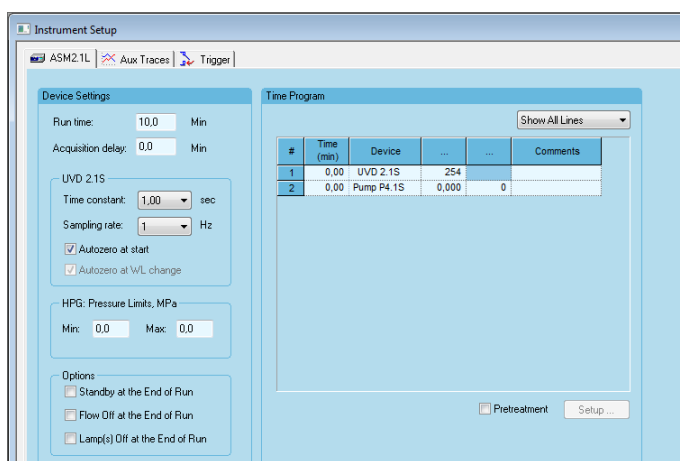 Instrument Setup
ASM2.1L Aux Traces Trigger
Device Settings
Run time: 10,0 Min
Acquisition delay: 0,0 Min
UVD 2.1S
Time constant: 1,00 sec
Sampling rate: 1 Hz
Autozero at start
Autozero at WL change
HPG: Pressure Limits, MPa
Min: 0,0 Max: 0,0
Options
Standby at the End of Run
Flow Off at the End of Run
Lamp(s) Off at the End of Run
Time Program
Show All Lines
# Time (min) Device ... ... Comments
1 0,00 UVD 2.1S 254
2 0,00 Pump P4.1S 0,000 0
Pretreatment Setup ...